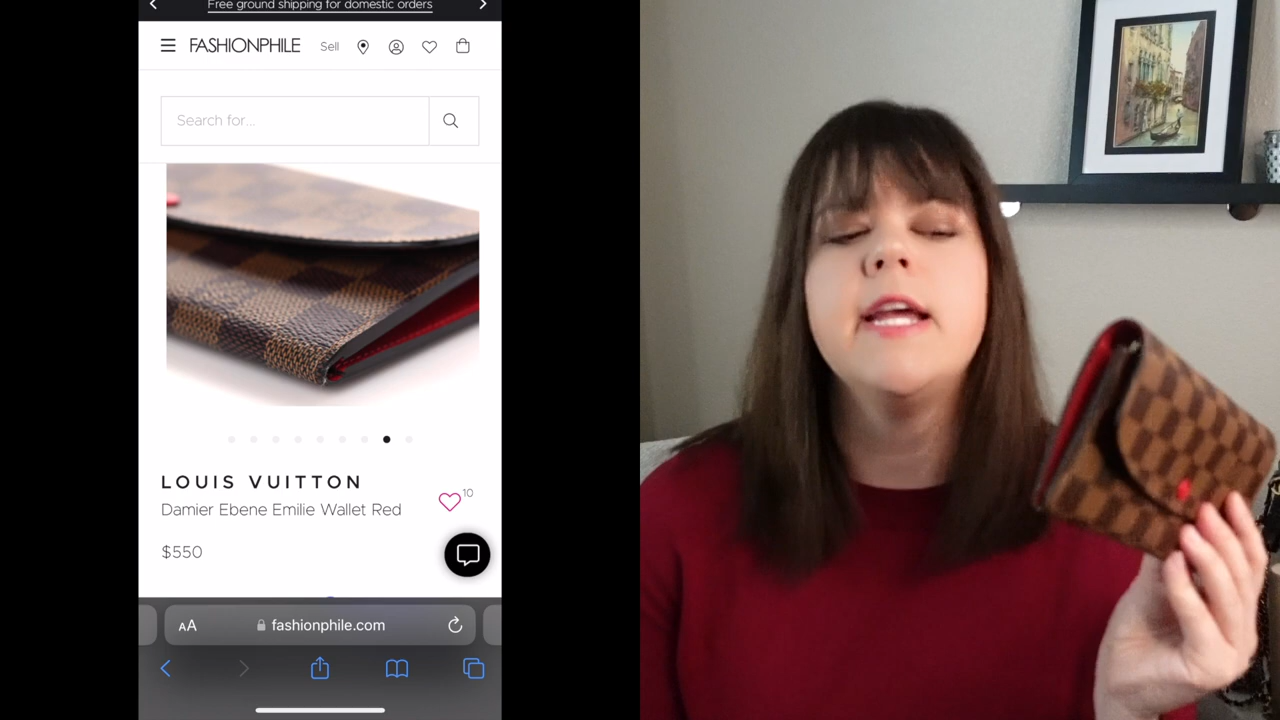 Free ground shipping for domestic orders
FASHIONPHILE Sell
Search for...
LOUIS VUITTON
10
Damier Ebene Emilie Wallet Red
$550
AA fashionphile.com